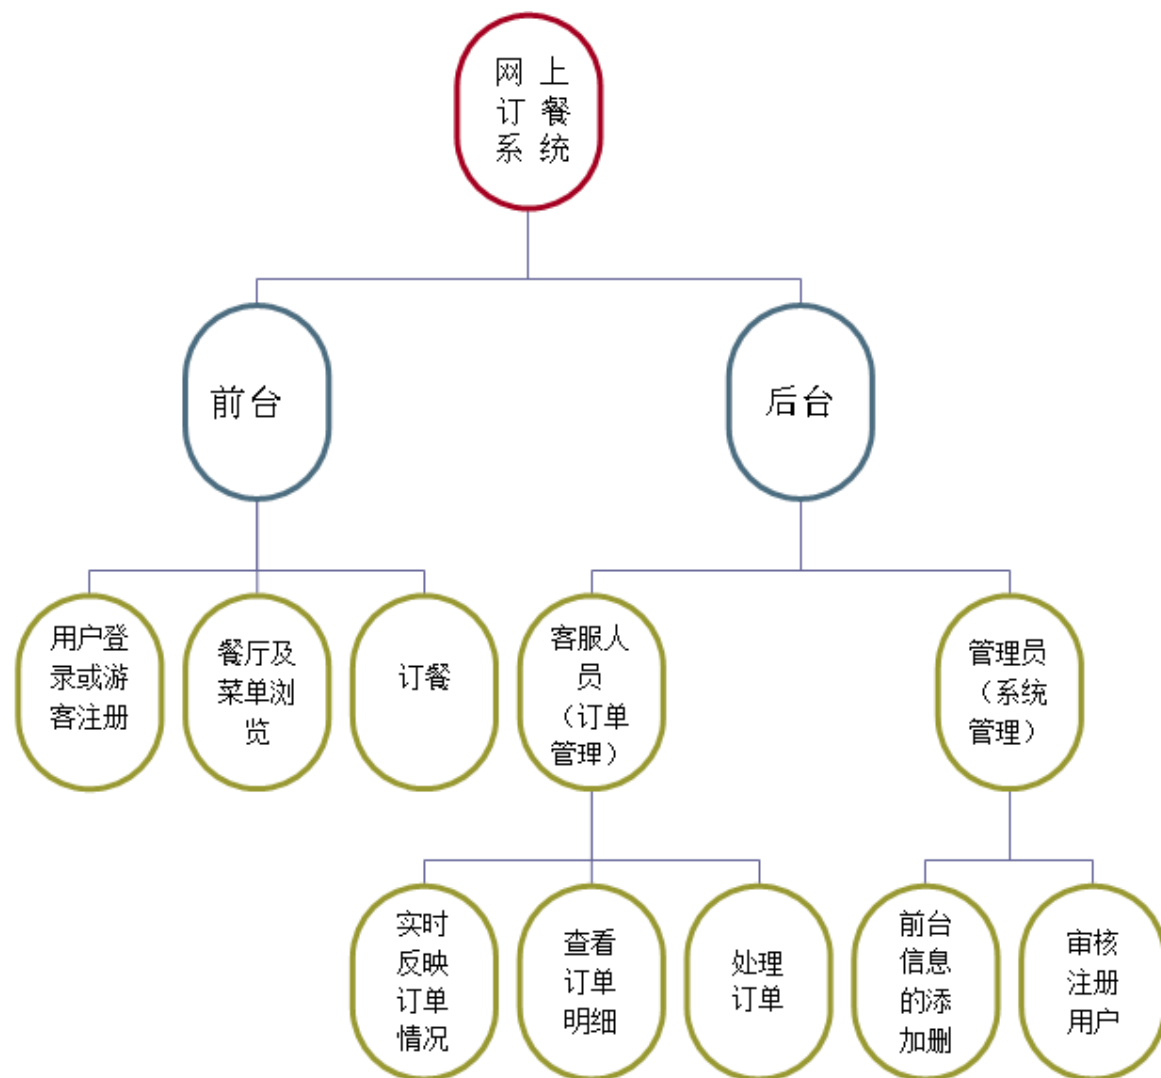 网 上
订 餐
系 统
前台
后台
用户登
录或游
客注册
餐厅及
菜单浏
览
订餐
客服人
员
（订单
管理）
管理员
（系统
管理）
实时
反映
订单
情况
查看
订单
明细
处理
订单
前台
信息
的添
加删
审核
注册
用户